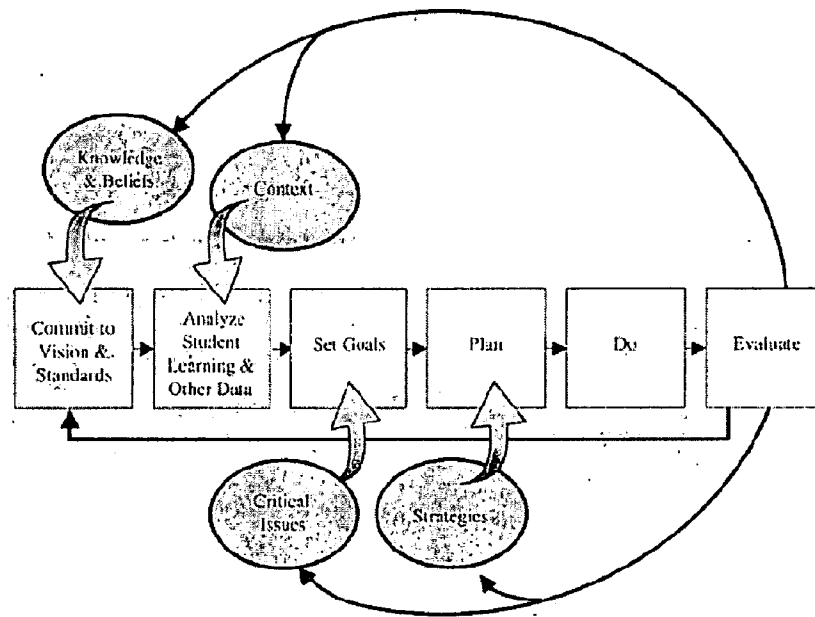 Knowledge
& Beliefs
Context
Commit to
Vision &
Standards
Analyze
Student
Learning &
Other Data
Set Goals
Plan
Do
Evaluate
Critical
Issues
Strategies